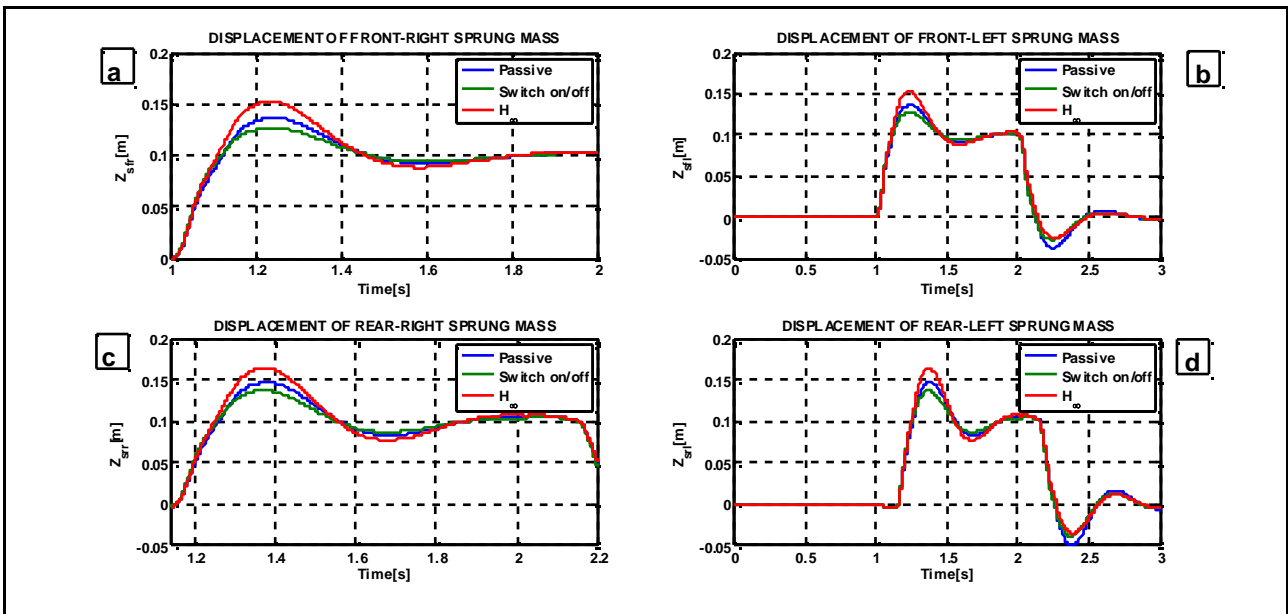 a
DISPLACEMENT OF FRONT-RIGHT SPRUNG MASS
0.2
0.15
0.1
0.05
0
Z sfr [m]
Passive
Switch on/off
H∞
1 1.2 1.4 1.6 1.8 2
Time[s]
b
DISPLACEMENT OF FRONT-LEFT SPRUNG MASS
0.2
0.15
0.1
0.05
0
-0.05
Z sfl [m]
Passive
Switch on/off
H∞
0 0.5 1 1.5 2 2.5 3
Time[s]
c
DISPLACEMENT OF REAR-RIGHT SPRUNG MASS
0.2
0.15
0.1
0.05
0
-0.05
Z srr [m]
Passive
Switch on/off
H∞
1.2 1.4 1.6 1.8 2 2.2
Time[s]
d
DISPLACEMENT OF REAR-LEFT SPRUNG MASS
0.2
0.15
0.1
0.05
0
-0.05
Z srl [m]
Passive
Switch on/off
H∞
0 0.5 1 1.5 2 2.5 3
Time[s]